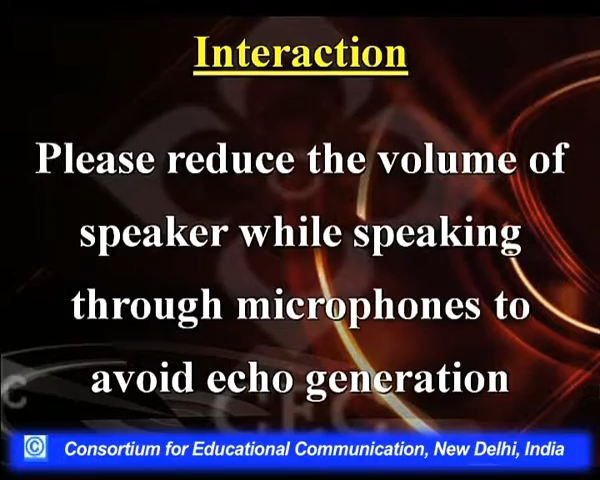 Interaction
Please reduce the volume of
speaker while speaking
through microphones to
avoid echo generation
CEC
© Consortium for Educational Communication, New Delhi, India